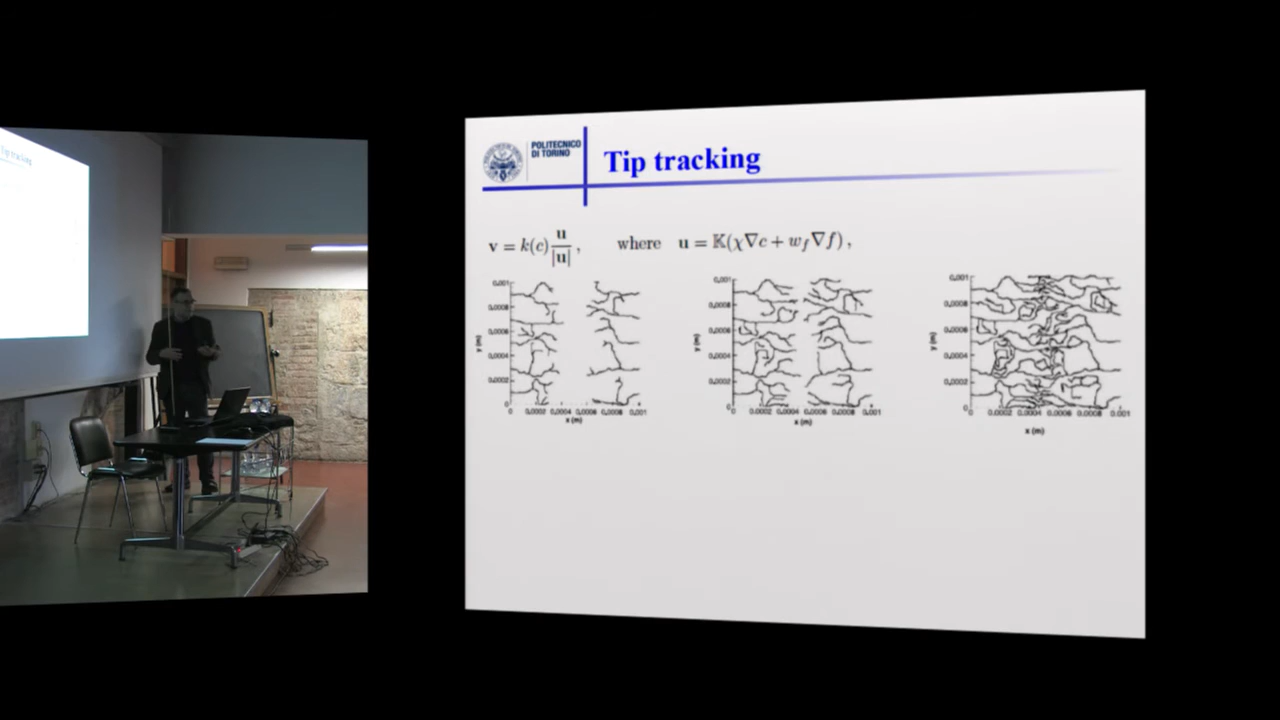 Tip tracking
POLITECNICO
DI TORINO
Tip tracking
v = k(c) u/|u| , where u = 𝕂(χ∇c + w_f ∇f) ,
0,001
0,0008
0,0006
0,0004
0,0002
0
y (m)
0 0,0002 0,0004 0,0006 0,0008 0,001
x (m)
0,001
0,0008
0,0006
0,0004
0,0002
0
y (m)
0 0,0002 0,0004 0,0006 0,0008 0,001
x (m)
0,001
0,0008
0,0006
0,0004
0,0002
0
y (m)
0 0,0002 0,0004 0,0006 0,0008 0,001
x (m)